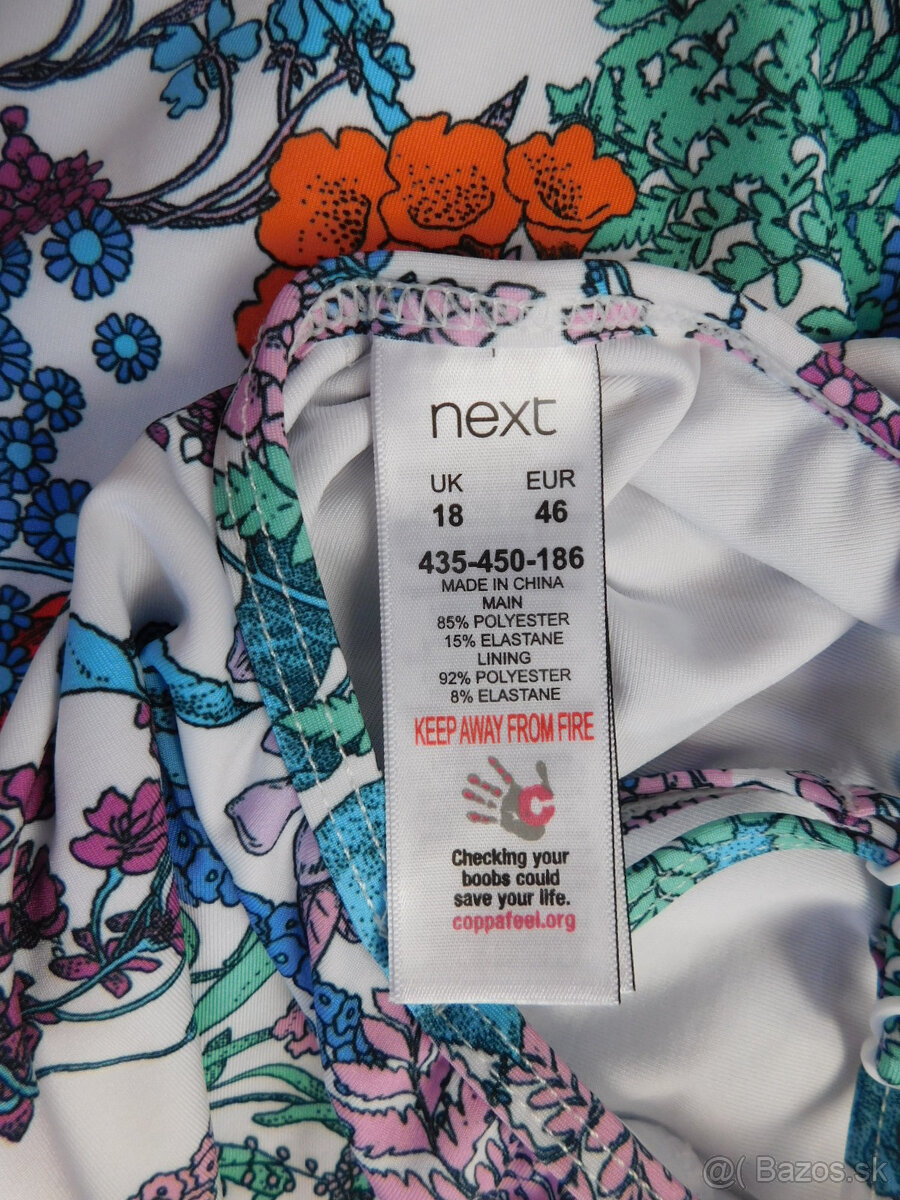 next
UK EUR
18 46
435-450-186
MADE IN CHINA
MAIN
85% POLYESTER
15% ELASTANE
LINING
92% POLYESTER
8% ELASTANE
KEEP AWAY FROM FIRE
C
Checking your
boobs could
save your life.
coppafeel.org
@( Bazos.sk